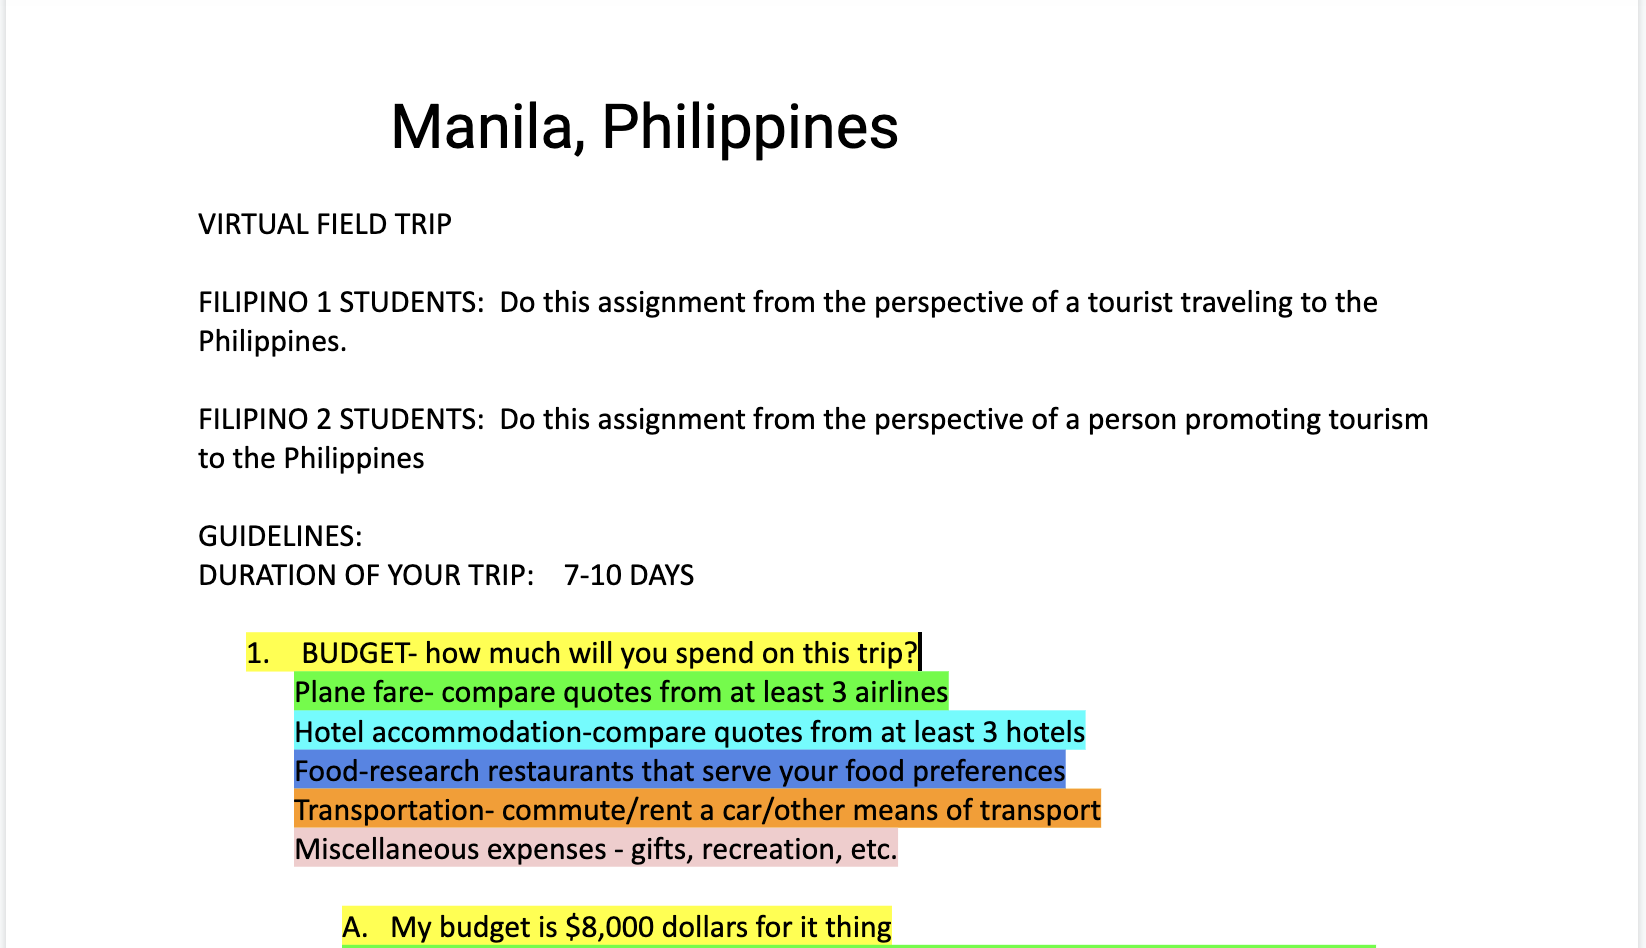 Manila, Philippines
VIRTUAL FIELD TRIP
FILIPINO 1 STUDENTS:  Do this assignment from the perspective of a tourist traveling to the
Philippines.
FILIPINO 2 STUDENTS:  Do this assignment from the perspective of a person promoting tourism
to the Philippines
GUIDELINES:
DURATION OF YOUR TRIP:    7-10 DAYS
1.    BUDGET- how much will you spend on this trip?
Plane fare- compare quotes from at least 3 airlines
Hotel accommodation-compare quotes from at least 3 hotels
Food-research restaurants that serve your food preferences
Transportation- commute/rent a car/other means of transport
Miscellaneous expenses - gifts, recreation, etc.
A.   My budget is $8,000 dollars for it thing